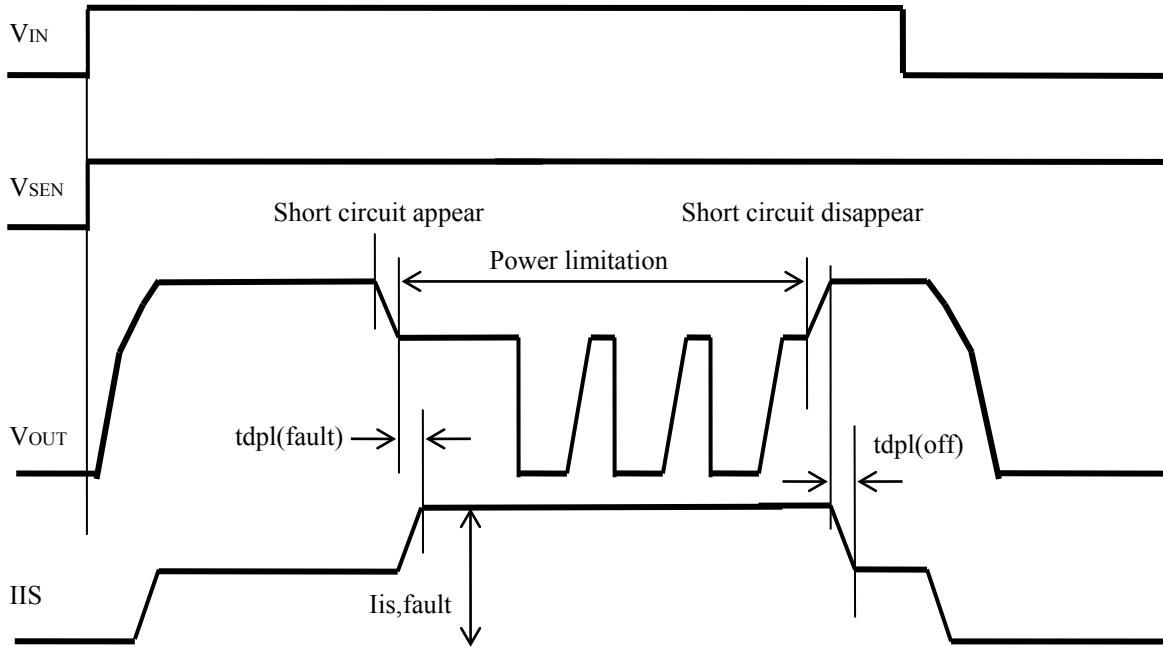 VIN
VSEN
Short circuit appear
Short circuit disappear
Power limitation
VOUT
tdpl(fault)
tdpl(off)
IIS
Iis,fault